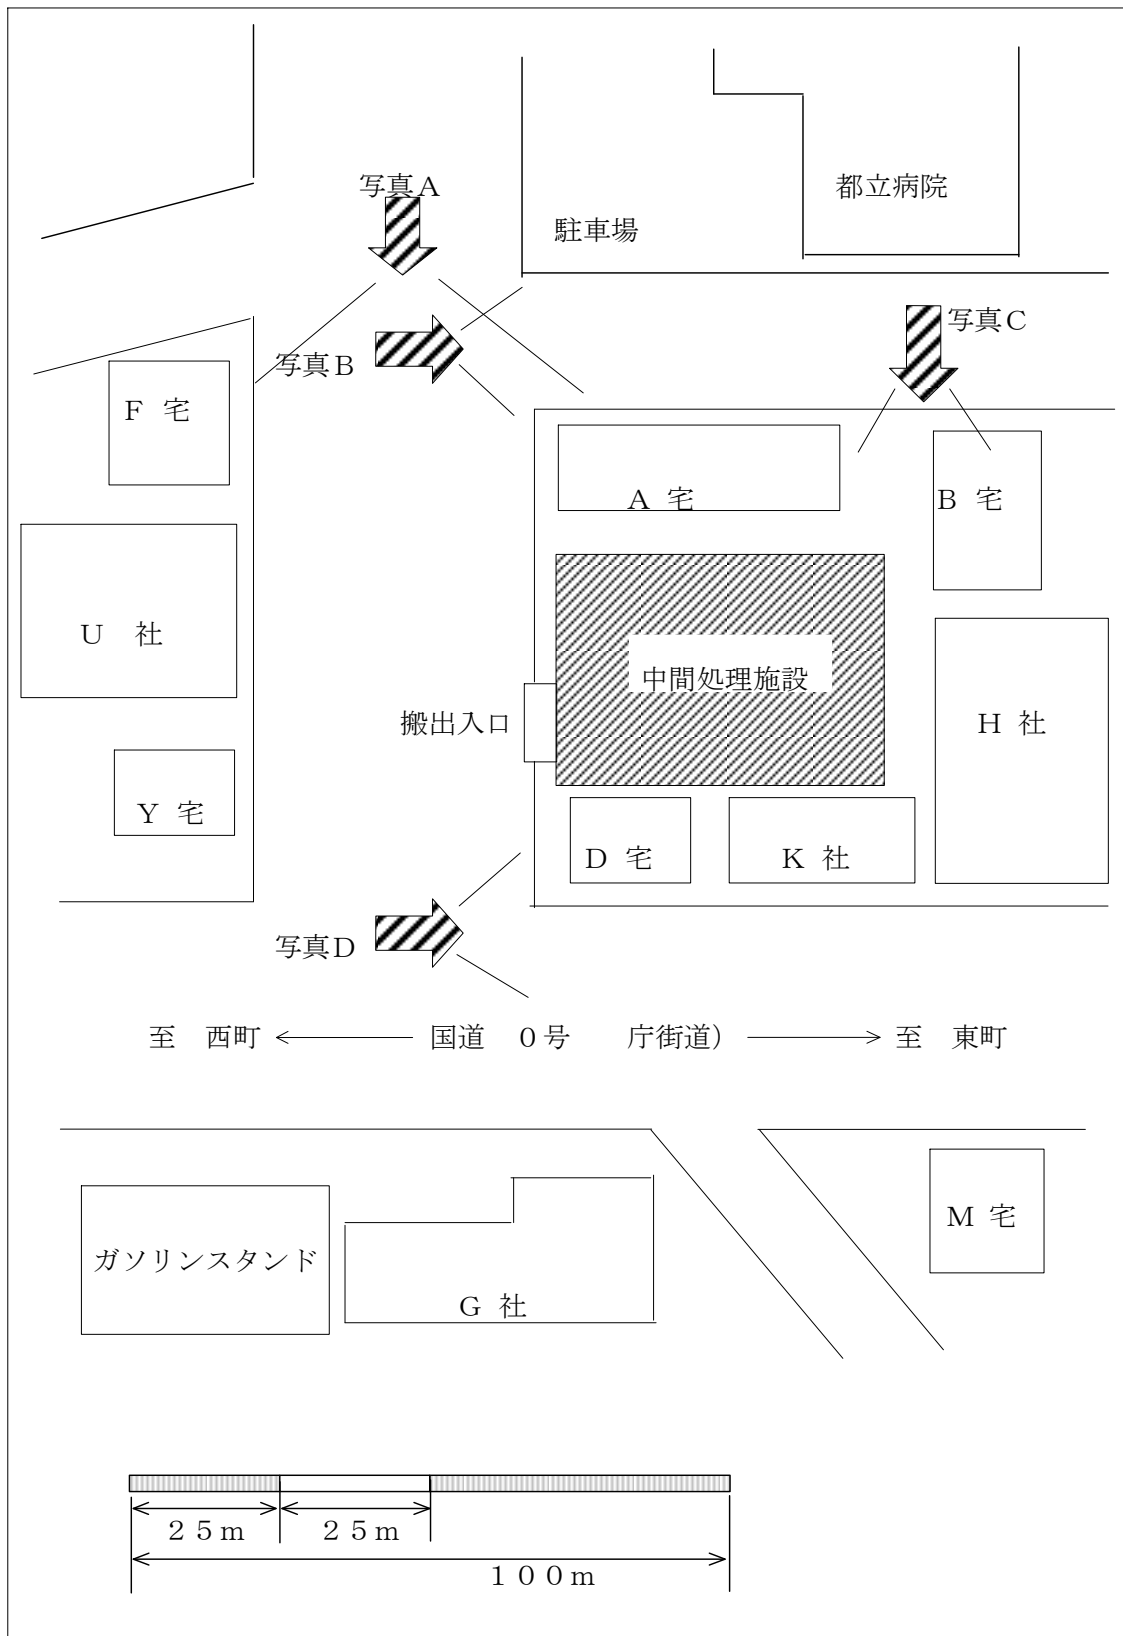 写真A
都立病院
駐車場
写真C
写真B
F 宅
A 宅
B 宅
U 社
中間処理施設
搬出入口
H 社
Y 宅
D 宅
K 社
写真D
至 西町
国道 0号 庁街道）
至 東町
M 宅
ガソリンスタンド
G 社
25m
25m
100m